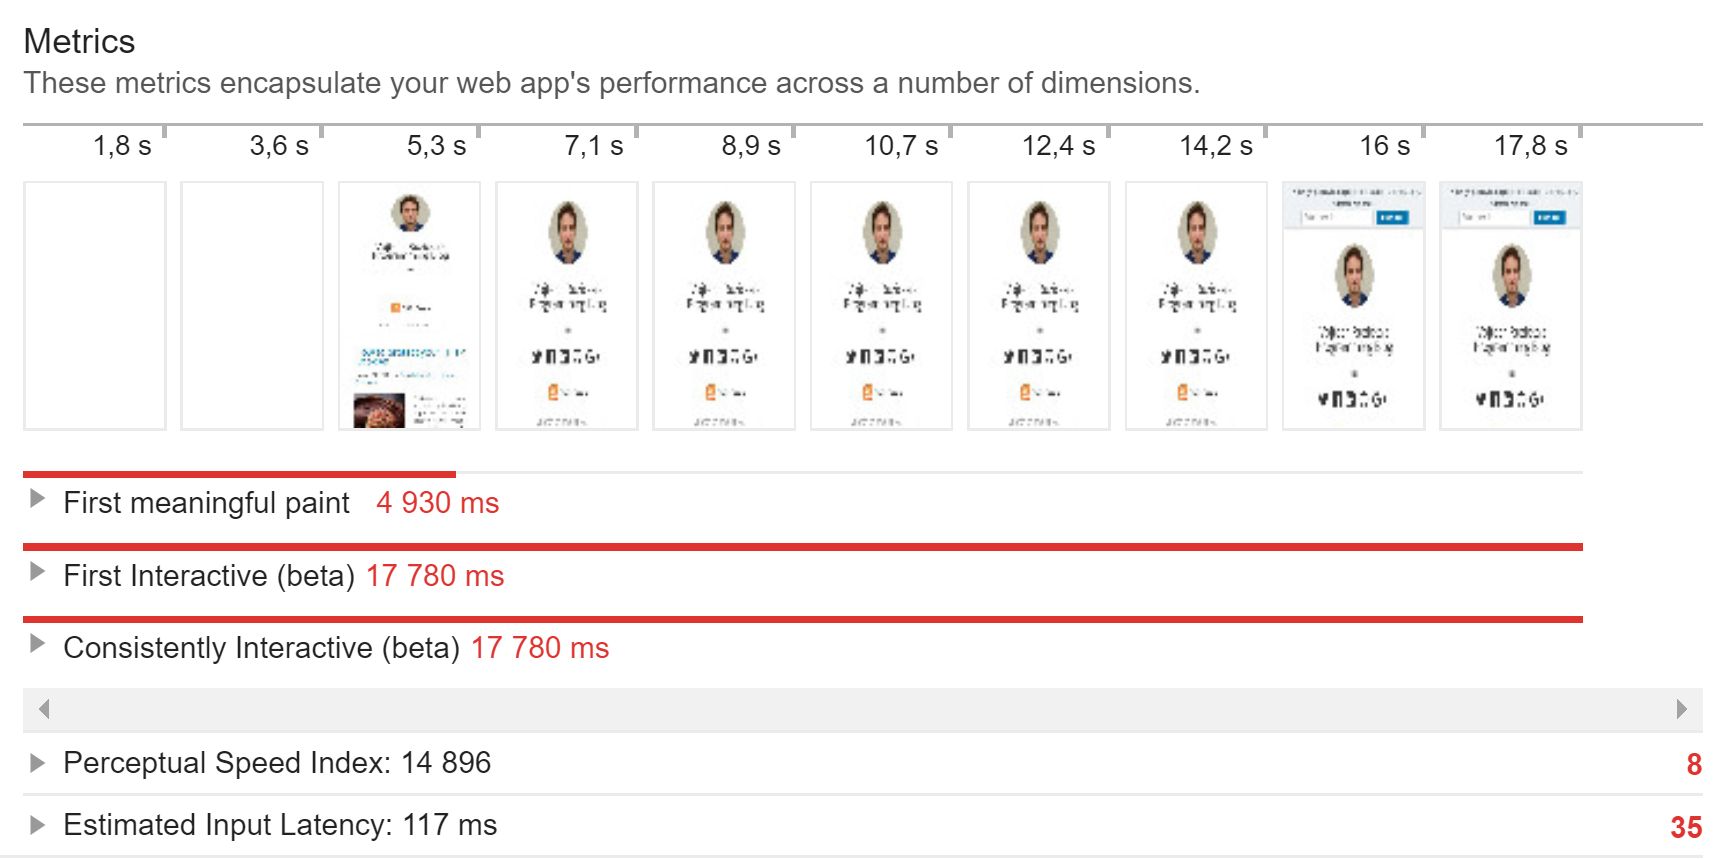 Metrics
These metrics encapsulate your web app's performance across a number of dimensions.
1,8 s 3,6 s 5,3 s 7,1 s 8,9 s 10,7 s 12,4 s 14,2 s 16 s 17,8 s
First meaningful paint 4 930 ms
First Interactive (beta) 17 780 ms
Consistently Interactive (beta) 17 780 ms
Perceptual Speed Index: 14 896 8
Estimated Input Latency: 117 ms 35